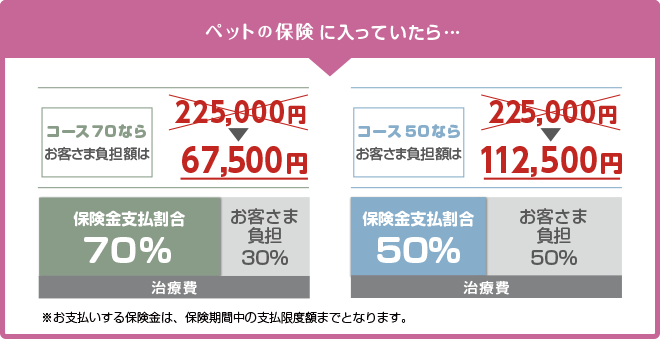 ペットの保険に入っていたら…
コース70なら
お客さま負担額は
225,000円
67,500円
保険金支払割合
70%
お客さま
負担
30%
治療費
コース50なら
お客さま負担額は
225,000円
112,500円
保険金支払割合
50%
お客さま
負担
50%
治療費
※お支払いする保険金は、保険期間中の支払限度額までとなります。